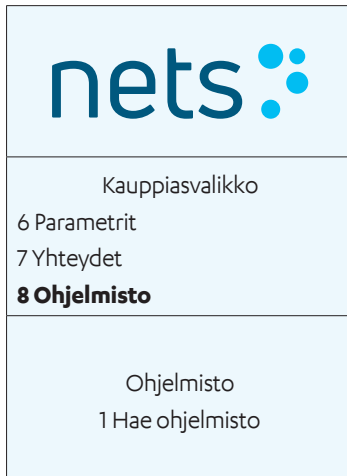 nets
Kauppiasvalikko
6 Parametrit
7 Yhteydet
8 Ohjelmisto
Ohjelmisto
1 Hae ohjelmisto